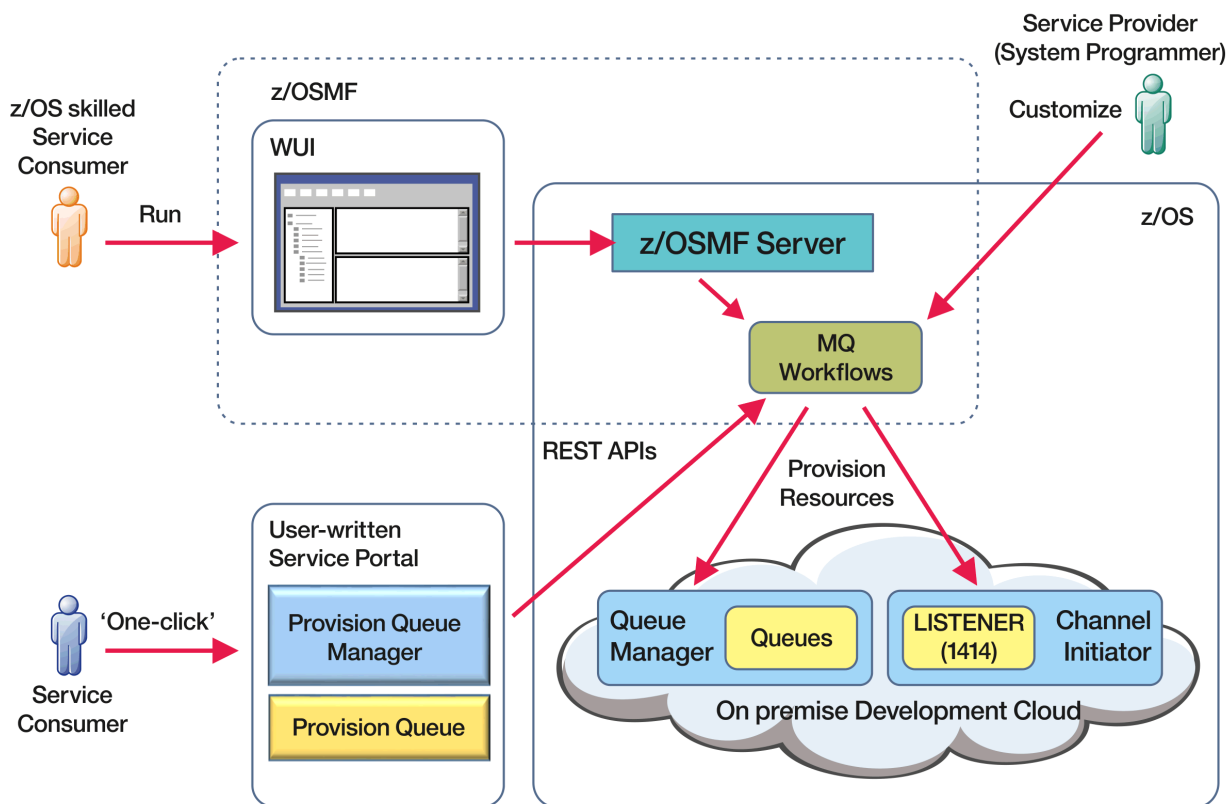 Service Provider
(System Programmer)
Customize
z/OSMF
z/OS skilled
Service
Consumer
WUI
Run
z/OS
z/OSMF Server
MQ
Workflows
REST APIs
Provision
Resources
User-written
Service Portal
'One-click'
Provision Queue
Manager
Provision Queue
Service
Consumer
Queue
Manager
Queues
LISTENER
(1414)
Channel
Initiator
On premise Development Cloud